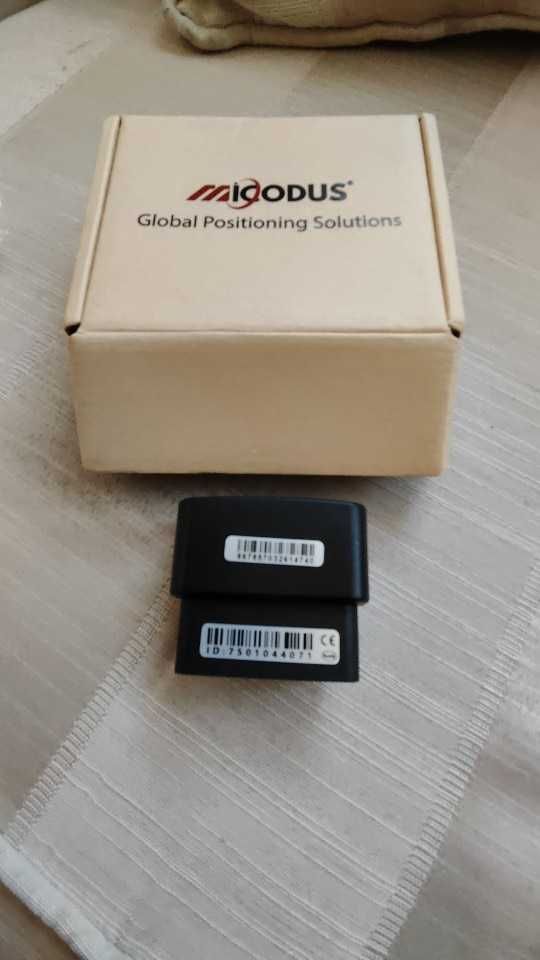 MICODUS®
Global Positioning Solutions
ID:7501044071
CE